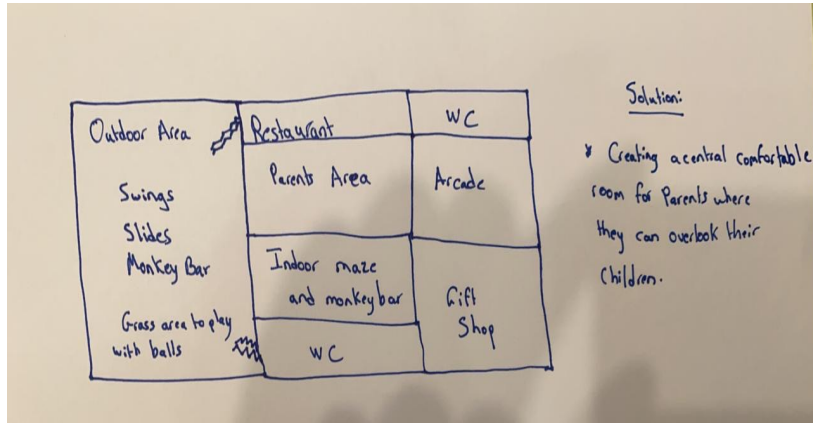 Outdoor Area
Swings
Slides
Monkey Bar
Grass area to play
with balls
Restaurant
WC
Parents Area
Arcade
Indoor maze
and monkey bar
Gift
Shop
WC
Solution:
* Creating a central comfortable
room for Parents where
they can overlook their
Children.